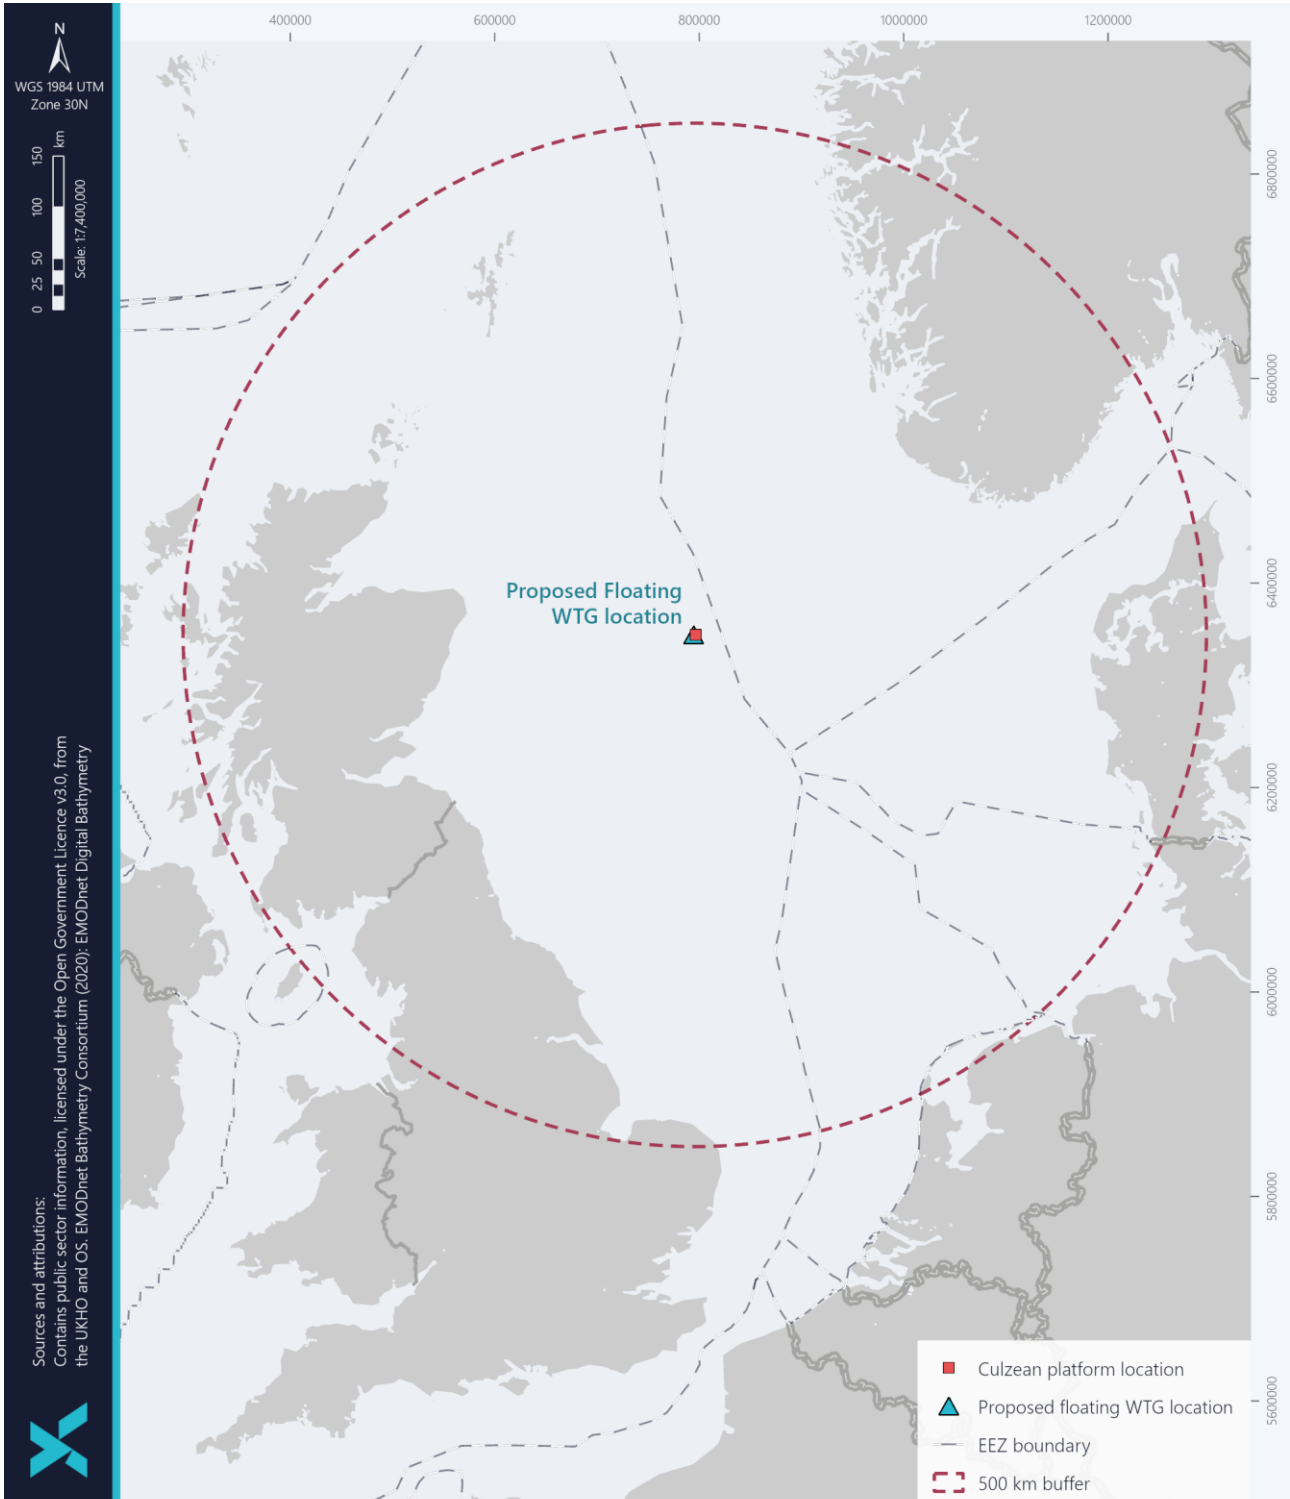 N
WGS 1984 UTM
Zone 30N
0 25 50 100 150 km
Scale: 1:7,400,000
Sources and attributions:
Contains public sector information, licensed under the Open Government Licence v3.0, from
the UKHO and OS. EMODnet Bathymetry Consortium (2020): EMODnet Digital Bathymetry
400000 600000 800000 1000000 1200000
6800000
6600000
6400000
6200000
6000000
5800000
5600000
Proposed Floating
WTG location
Culzean platform location
Proposed floating WTG location
EEZ boundary
500 km buffer